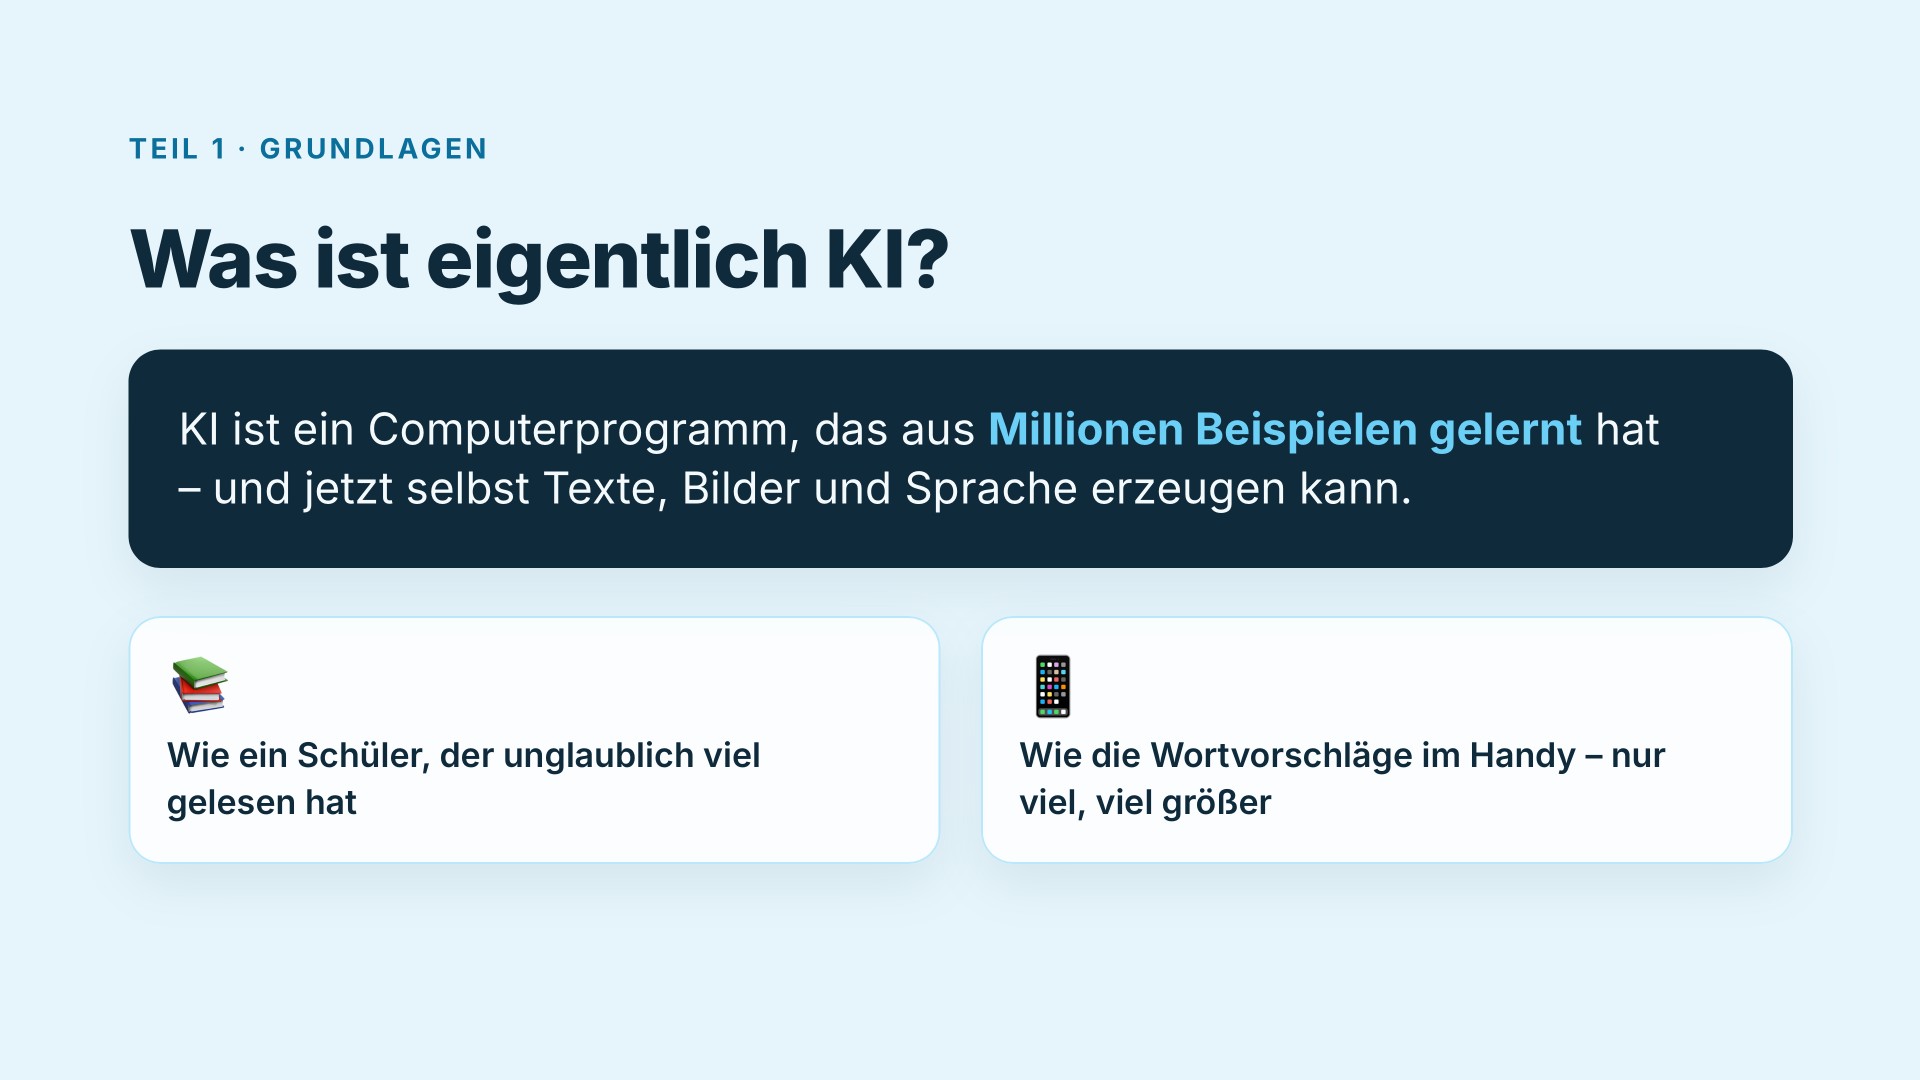 TEIL 1 · GRUNDLAGEN
Was ist eigentlich KI?
KI ist ein Computerprogramm, das aus Millionen Beispielen gelernt hat
– und jetzt selbst Texte, Bilder und Sprache erzeugen kann.
Wie ein Schüler, der unglaublich viel
gelesen hat
Wie die Wortvorschläge im Handy – nur
viel, viel größer